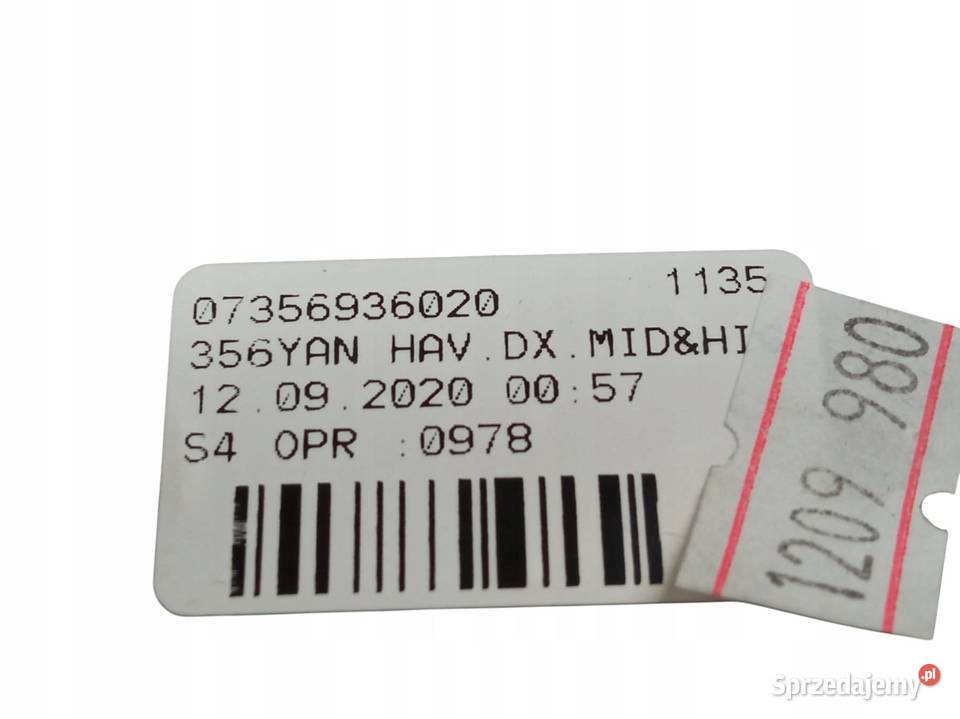 1135
07356936020
356YAN HAV.DX.MID&HI
12.09.2020 00:57
S4 OPR :0978
1209 980
Sprzedajemy.pl